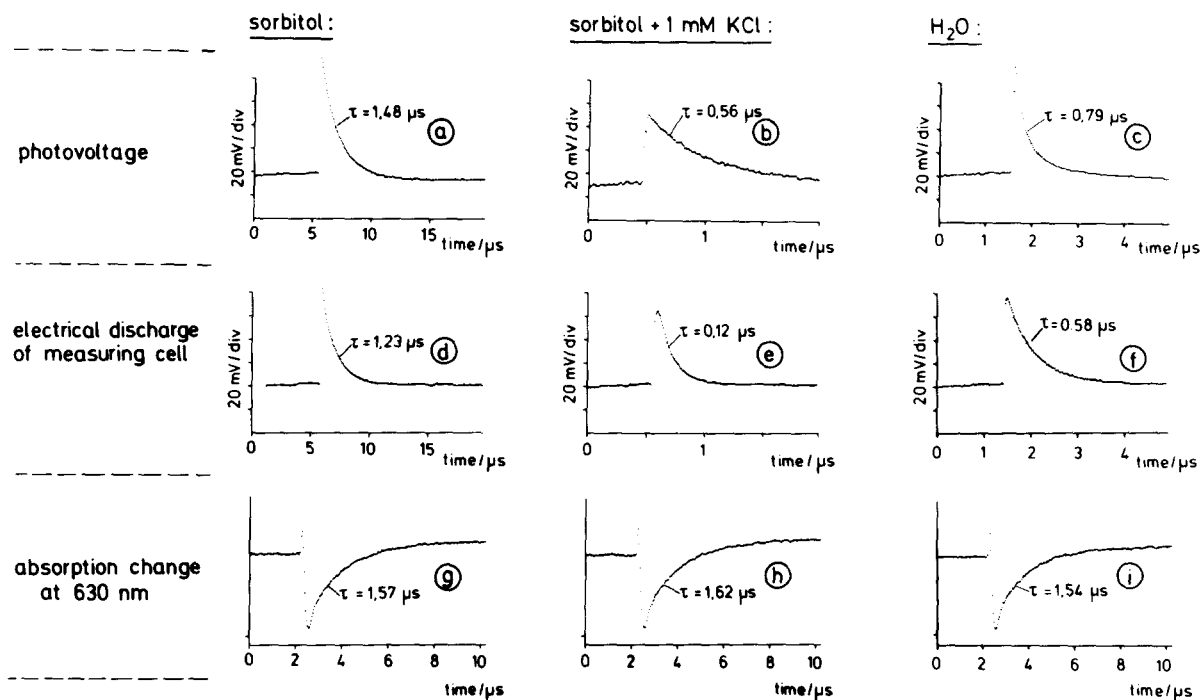 sorbitol :
sorbitol + 1 mM KCl :
H₂O :
photovoltage
20 mV/div
τ = 1,48 µs
a
0 5 10 15 time/µs
20 mV/div
τ = 0,56 µs
b
0 1 time/µs
20 mV/div
τ = 0,79 µs
c
0 1 2 3 4 time/µs
electrical discharge
of measuring cell
20 mV/div
τ = 1,23 µs
d
0 5 10 15 time/µs
20 mV/div
τ = 0,12 µs
e
0 1 time/µs
20 mV/div
τ = 0.58 µs
f
0 1 2 3 4 time/µs
absorption change
at 630 nm
τ = 1,57 µs
g
0 2 4 6 8 10
time/µs
τ = 1,62 µs
h
0 2 4 6 8 10
time/µs
τ = 1,54 µs
i
0 2 4 6 8 10
time/µs